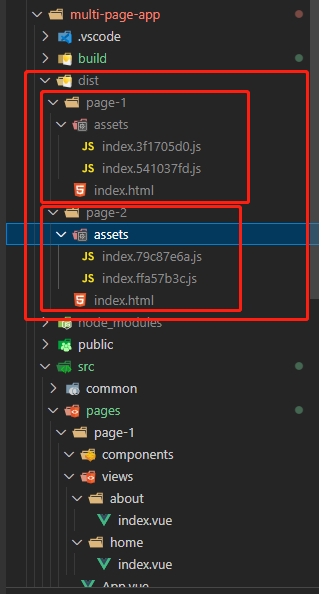 multi-page-app
.vscode
build
dist
page-1
assets
JS index.3f1705d0.js
JS index.541037fd.js
index.html
page-2
assets
JS index.79c87e6a.js
JS index.ffa57b3c.js
index.html
node_modules
public
src
common
pages
page-1
components
views
about
index.vue
home
index.vue
App.vue